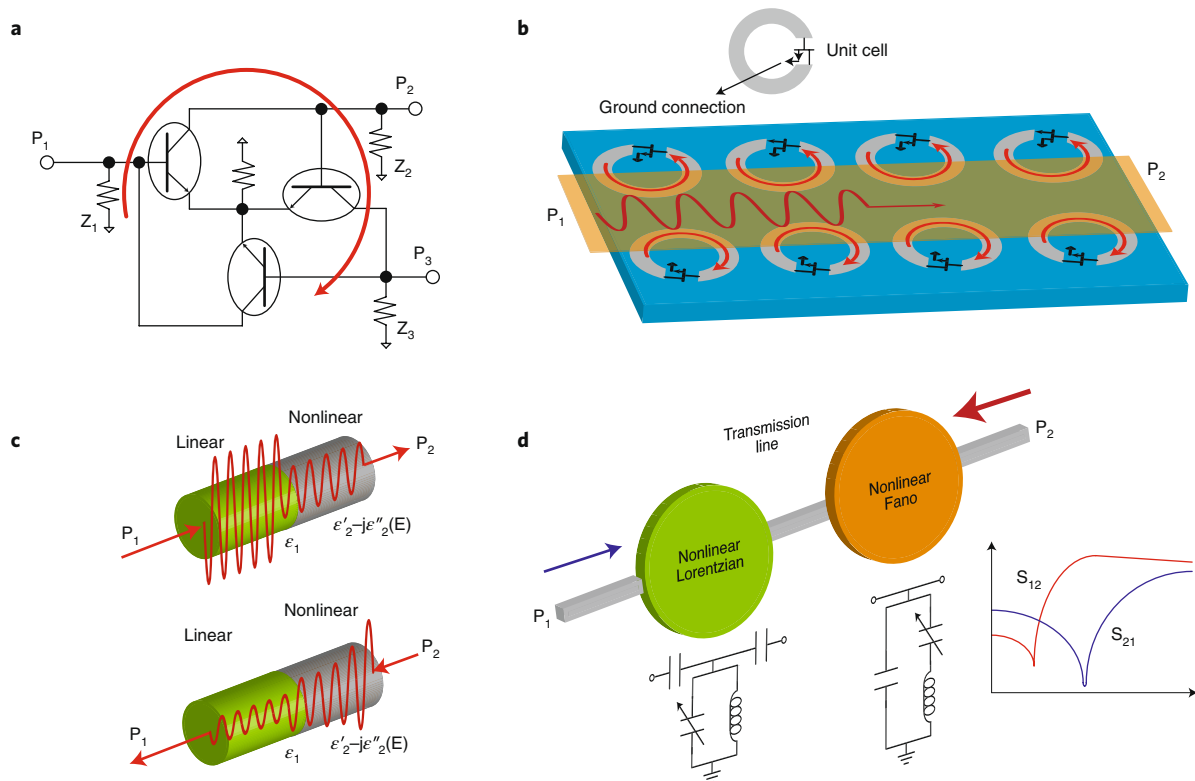 a
P1
P2
Z1
Z2
P3
Z3
b
Unit cell
Ground connection
P1
P2
c
Nonlinear
Linear
P2
P1
ε1
ε′2–jε″2(E)
Nonlinear
Linear
P2
P1
ε1
ε′2–jε″2(E)
d
Transmission
line
P2
Nonlinear
Fano
Nonlinear
Lorentzian
P1
S12
S21